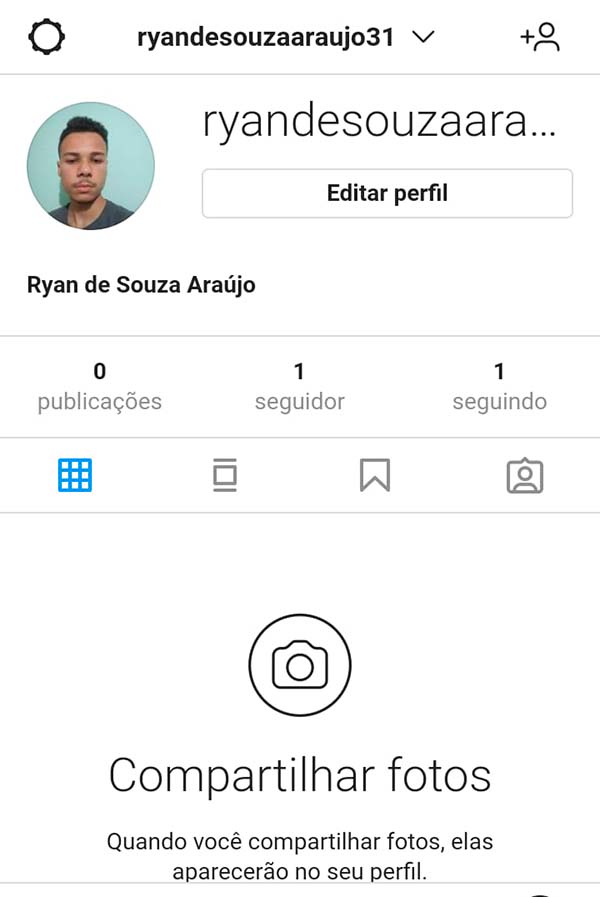 ryandesouzaaraujo31
ryandesouzaara...
Editar perfil
Ryan de Souza Araújo
0
publicações
1
seguidor
1
seguindo
Compartilhar fotos
Quando você compartilhar fotos, elas
aparecerão no seu perfil.